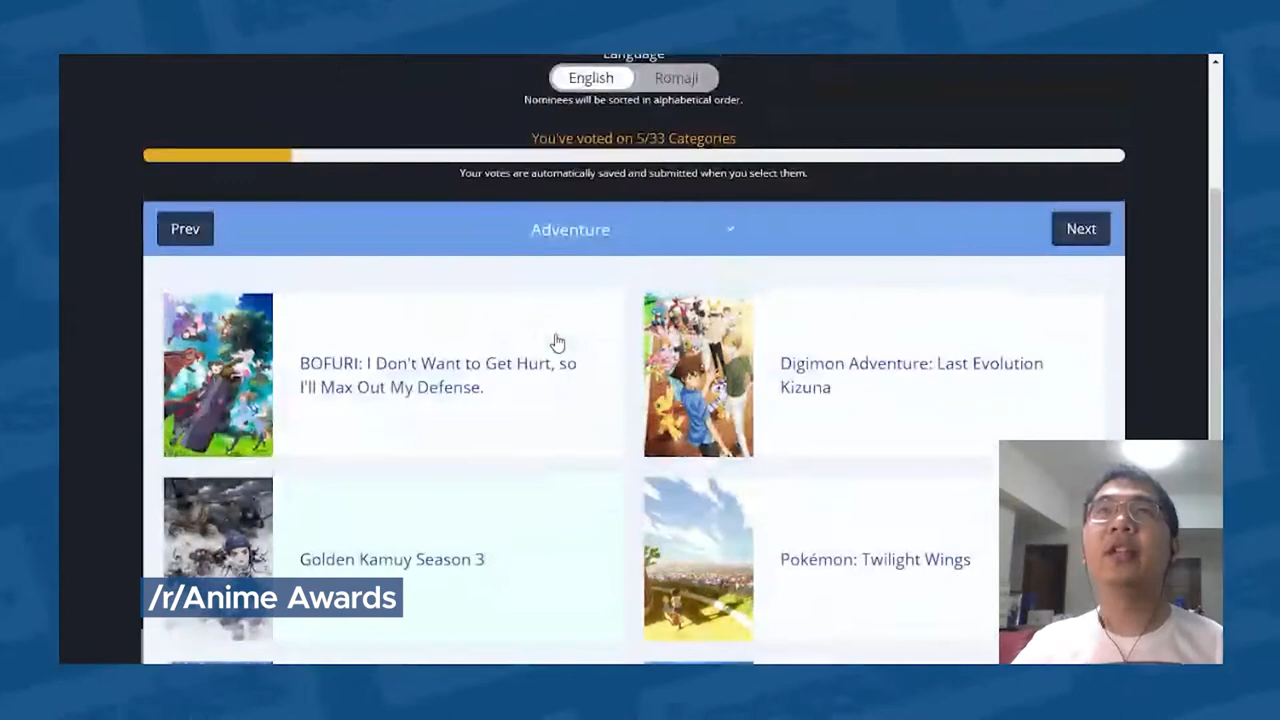 Language
English
Romaji
Nominees will be sorted in alphabetical order.
You've voted on 5/33 Categories
Your votes are automatically saved and submitted when you select them.
Prev
Adventure
Next
BOFURI: I Don't Want to Get Hurt, so
I'll Max Out My Defense.
Digimon Adventure: Last Evolution
Kizuna
Golden Kamuy Season 3
Pokémon: Twilight Wings
/r/Anime Awards